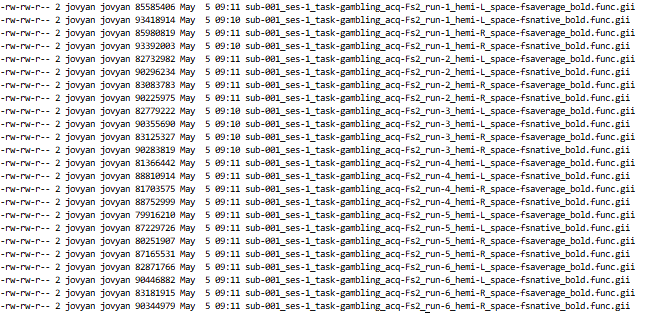 -rw-rw-r-- 2 jovyan jovyan 85585406 May  5 09:11 sub-001_ses-1_task-gambling_acq-Fs2_run-1_hemi-L_space-fsaverage_bold.func.gii
-rw-rw-r-- 2 jovyan jovyan 93418914 May  5 09:10 sub-001_ses-1_task-gambling_acq-Fs2_run-1_hemi-L_space-fsnative_bold.func.gii
-rw-rw-r-- 2 jovyan jovyan 85980819 May  5 09:11 sub-001_ses-1_task-gambling_acq-Fs2_run-1_hemi-R_space-fsaverage_bold.func.gii
-rw-rw-r-- 2 jovyan jovyan 93392003 May  5 09:10 sub-001_ses-1_task-gambling_acq-Fs2_run-1_hemi-R_space-fsnative_bold.func.gii
-rw-rw-r-- 2 jovyan jovyan 82732982 May  5 09:11 sub-001_ses-1_task-gambling_acq-Fs2_run-2_hemi-L_space-fsaverage_bold.func.gii
-rw-rw-r-- 2 jovyan jovyan 90296234 May  5 09:11 sub-001_ses-1_task-gambling_acq-Fs2_run-2_hemi-L_space-fsnative_bold.func.gii
-rw-rw-r-- 2 jovyan jovyan 83083783 May  5 09:11 sub-001_ses-1_task-gambling_acq-Fs2_run-2_hemi-R_space-fsaverage_bold.func.gii
-rw-rw-r-- 2 jovyan jovyan 90225975 May  5 09:11 sub-001_ses-1_task-gambling_acq-Fs2_run-2_hemi-R_space-fsnative_bold.func.gii
-rw-rw-r-- 2 jovyan jovyan 82779222 May  5 09:10 sub-001_ses-1_task-gambling_acq-Fs2_run-3_hemi-L_space-fsaverage_bold.func.gii
-rw-rw-r-- 2 jovyan jovyan 90355690 May  5 09:10 sub-001_ses-1_task-gambling_acq-Fs2_run-3_hemi-L_space-fsnative_bold.func.gii
-rw-rw-r-- 2 jovyan jovyan 83125327 May  5 09:10 sub-001_ses-1_task-gambling_acq-Fs2_run-3_hemi-R_space-fsaverage_bold.func.gii
-rw-rw-r-- 2 jovyan jovyan 90283819 May  5 09:10 sub-001_ses-1_task-gambling_acq-Fs2_run-3_hemi-R_space-fsnative_bold.func.gii
-rw-rw-r-- 2 jovyan jovyan 81366442 May  5 09:11 sub-001_ses-1_task-gambling_acq-Fs2_run-4_hemi-L_space-fsaverage_bold.func.gii
-rw-rw-r-- 2 jovyan jovyan 88810914 May  5 09:11 sub-001_ses-1_task-gambling_acq-Fs2_run-4_hemi-L_space-fsnative_bold.func.gii
-rw-rw-r-- 2 jovyan jovyan 81703575 May  5 09:11 sub-001_ses-1_task-gambling_acq-Fs2_run-4_hemi-R_space-fsaverage_bold.func.gii
-rw-rw-r-- 2 jovyan jovyan 88752999 May  5 09:11 sub-001_ses-1_task-gambling_acq-Fs2_run-4_hemi-R_space-fsnative_bold.func.gii
-rw-rw-r-- 2 jovyan jovyan 79916210 May  5 09:11 sub-001_ses-1_task-gambling_acq-Fs2_run-5_hemi-L_space-fsaverage_bold.func.gii
-rw-rw-r-- 2 jovyan jovyan 87229726 May  5 09:11 sub-001_ses-1_task-gambling_acq-Fs2_run-5_hemi-L_space-fsnative_bold.func.gii
-rw-rw-r-- 2 jovyan jovyan 80251907 May  5 09:11 sub-001_ses-1_task-gambling_acq-Fs2_run-5_hemi-R_space-fsaverage_bold.func.gii
-rw-rw-r-- 2 jovyan jovyan 87165531 May  5 09:11 sub-001_ses-1_task-gambling_acq-Fs2_run-5_hemi-R_space-fsnative_bold.func.gii
-rw-rw-r-- 2 jovyan jovyan 82871766 May  5 09:11 sub-001_ses-1_task-gambling_acq-Fs2_run-6_hemi-L_space-fsaverage_bold.func.gii
-rw-rw-r-- 2 jovyan jovyan 90446882 May  5 09:11 sub-001_ses-1_task-gambling_acq-Fs2_run-6_hemi-L_space-fsnative_bold.func.gii
-rw-rw-r-- 2 jovyan jovyan 83181915 May  5 09:11 sub-001_ses-1_task-gambling_acq-Fs2_run-6_hemi-R_space-fsaverage_bold.func.gii
-rw-rw-r-- 2 jovyan jovyan 90344979 May  5 09:11 sub-001_ses-1_task-gambling_acq-Fs2_run-6_hemi-R_space-fsnative_bold.func.gii